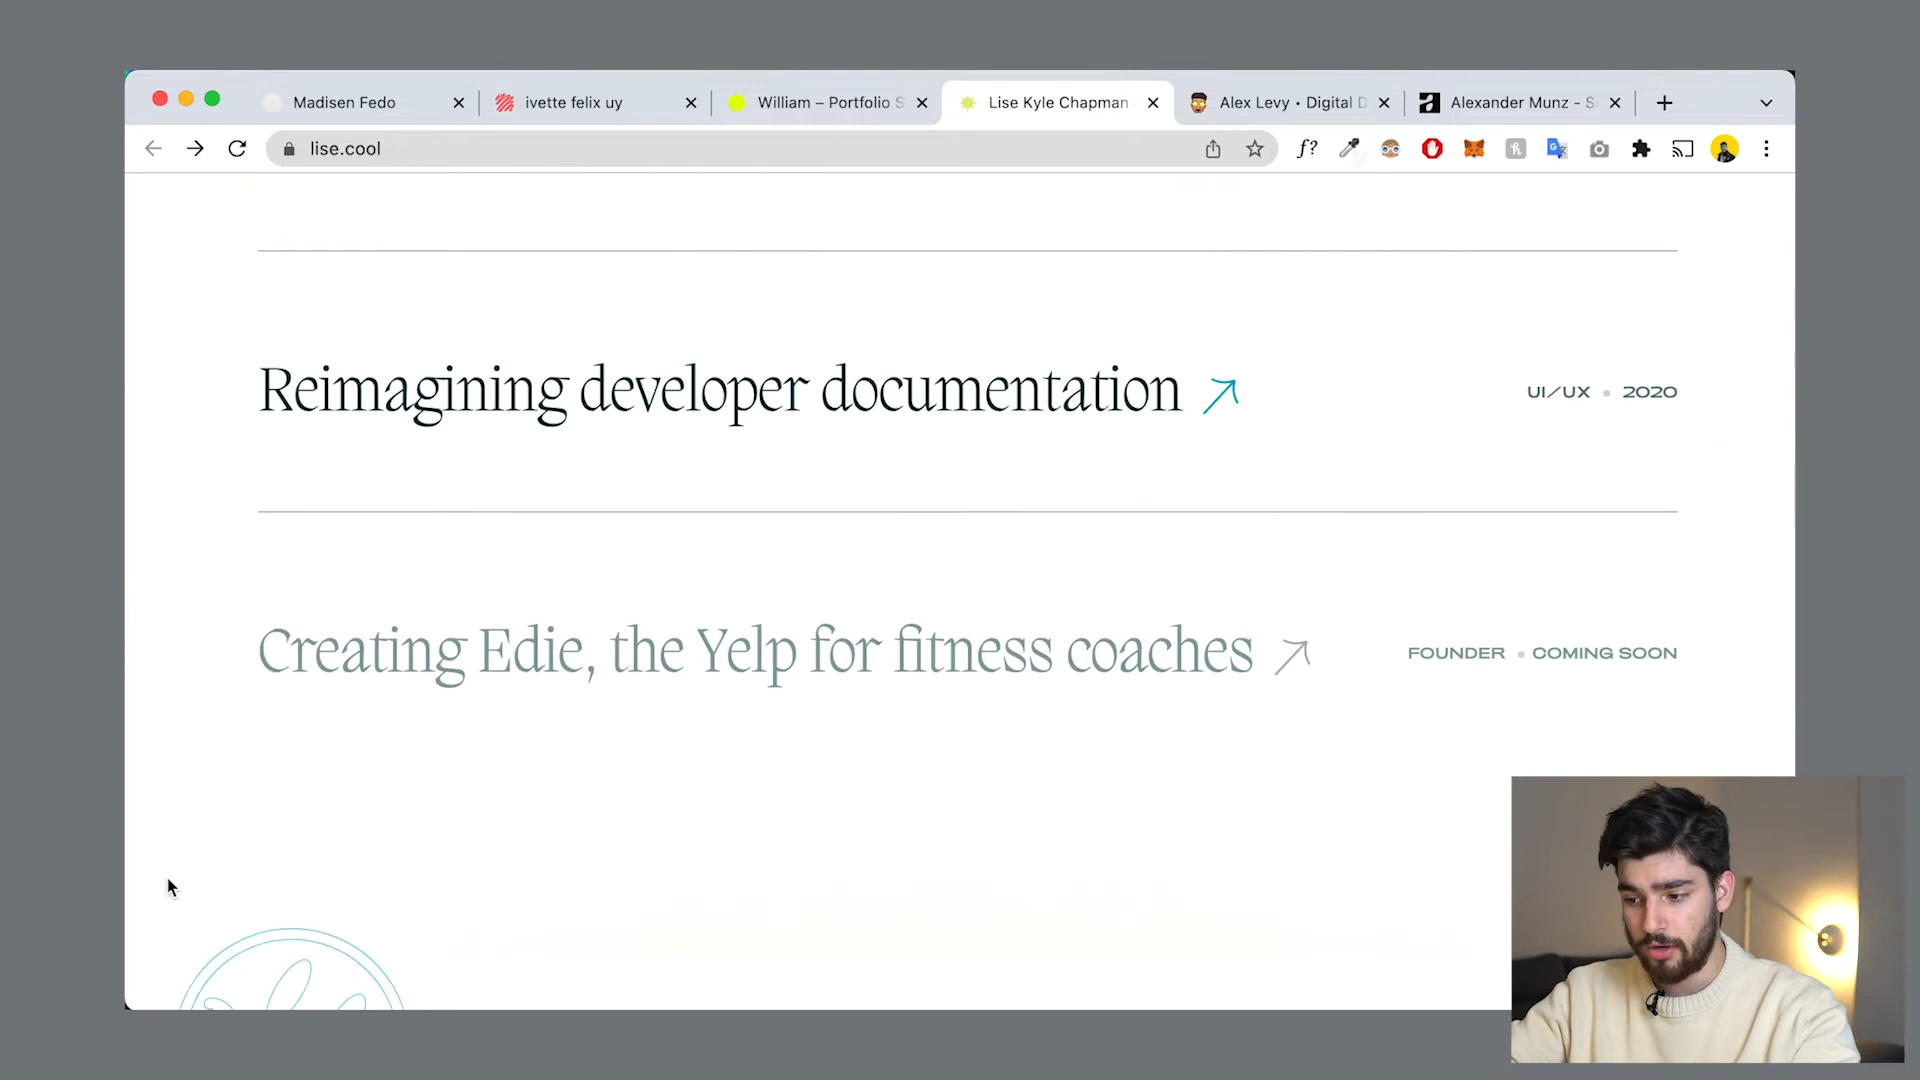 Madisen Fedo
ivette felix uy
William – Portfolio S
Lise Kyle Chapman
Alex Levy • Digital D
Alexander Munz - S
lise.cool
f?
Reimagining developer documentation
UI/UX • 2020
Creating Edie, the Yelp for fitness coaches
FOUNDER • COMING SOON